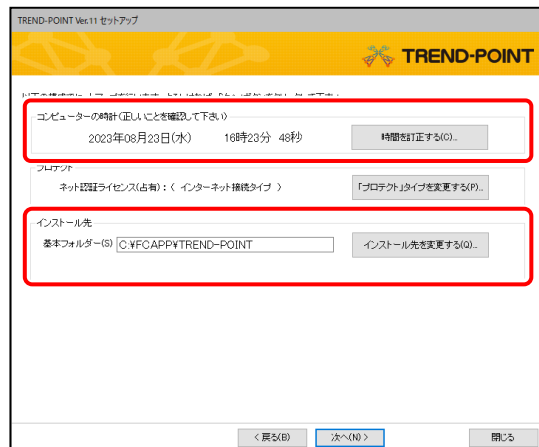 TREND-POINT Ver.11 セットアップ
TREND-POINT
コンピューターの時計(正しいことを確認して下さい)
2023年08月23日(水) 16時23分 48秒
時間を訂正する(C)...
プロテクト
ネット認証ライセンス(占有):( インターネット接続タイプ )
「プロテクト」タイプを変更する(P)...
インストール先
基本フォルダー(S) C:¥FCAPP¥TREND-POINT
インストール先を変更する(Q)...
< 戻る(B)
次へ(N) >
閉じる